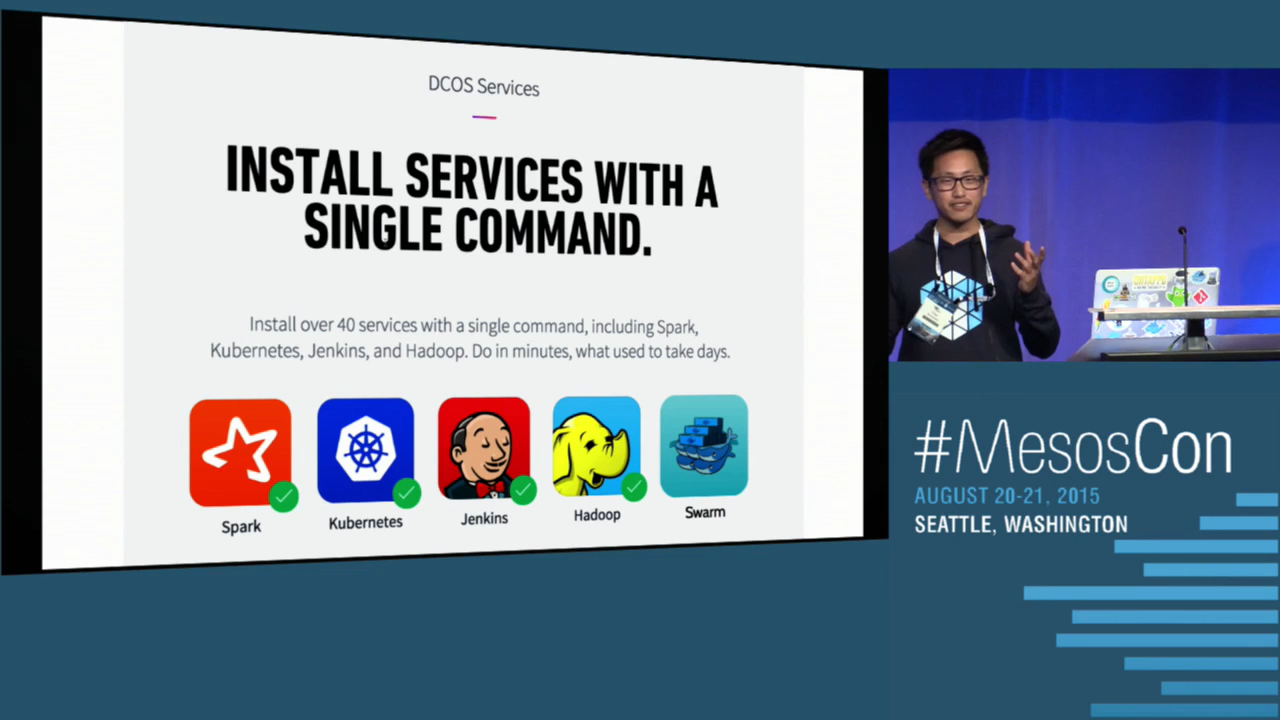 DCOS Services
INSTALL SERVICES WITH A
SINGLE COMMAND.
Install over 40 services with a single command, including Spark,
Kubernetes, Jenkins, and Hadoop. Do in minutes, what used to take days.
Spark
Kubernetes
Jenkins
Hadoop
Swarm
#MesosCon
AUGUST 20-21, 2015
SEATTLE, WASHINGTON